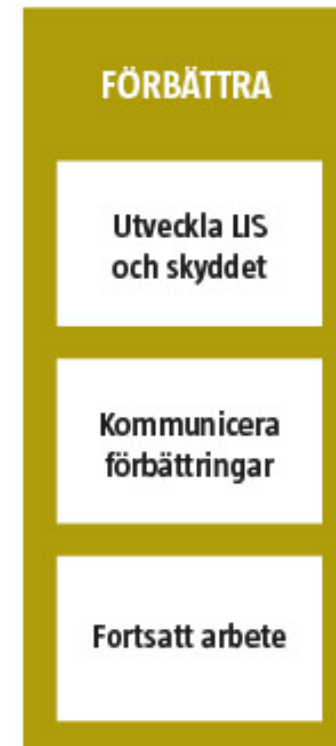 FÖRBÄTTRA
Utveckla LIS
och skyddet
Kommunicera
förbättringar
Fortsatt arbete